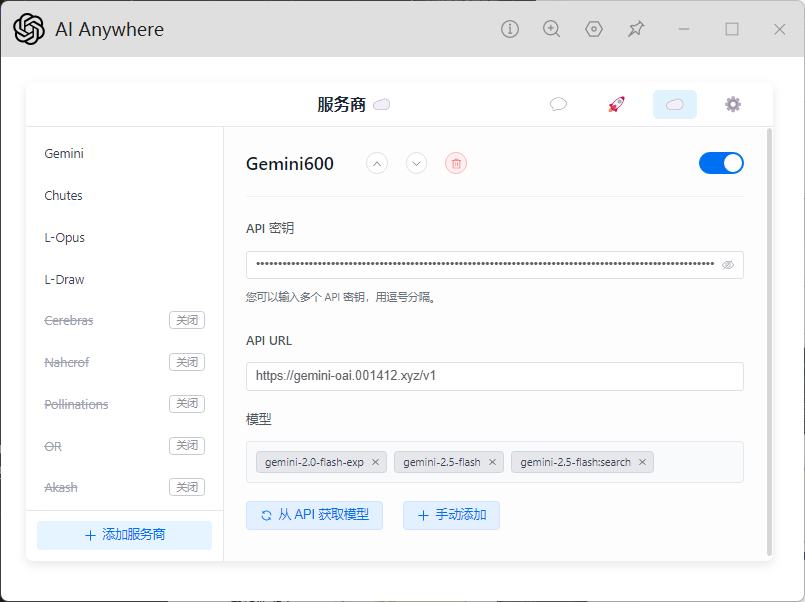 AI Anywhere
服务商
Gemini
Chutes
L-Opus
L-Draw
Cerebras 关闭
Nahcrof 关闭
Pollinations 关闭
OR 关闭
Akash 关闭
+ 添加服务商
Gemini600
API 密钥
您可以输入多个 API 密钥，用逗号分隔。
API URL
https://gemini-oai.001412.xyz/v1
模型
gemini-2.0-flash-exp × gemini-2.5-flash × gemini-2.5-flash:search ×
从 API 获取模型 + 手动添加